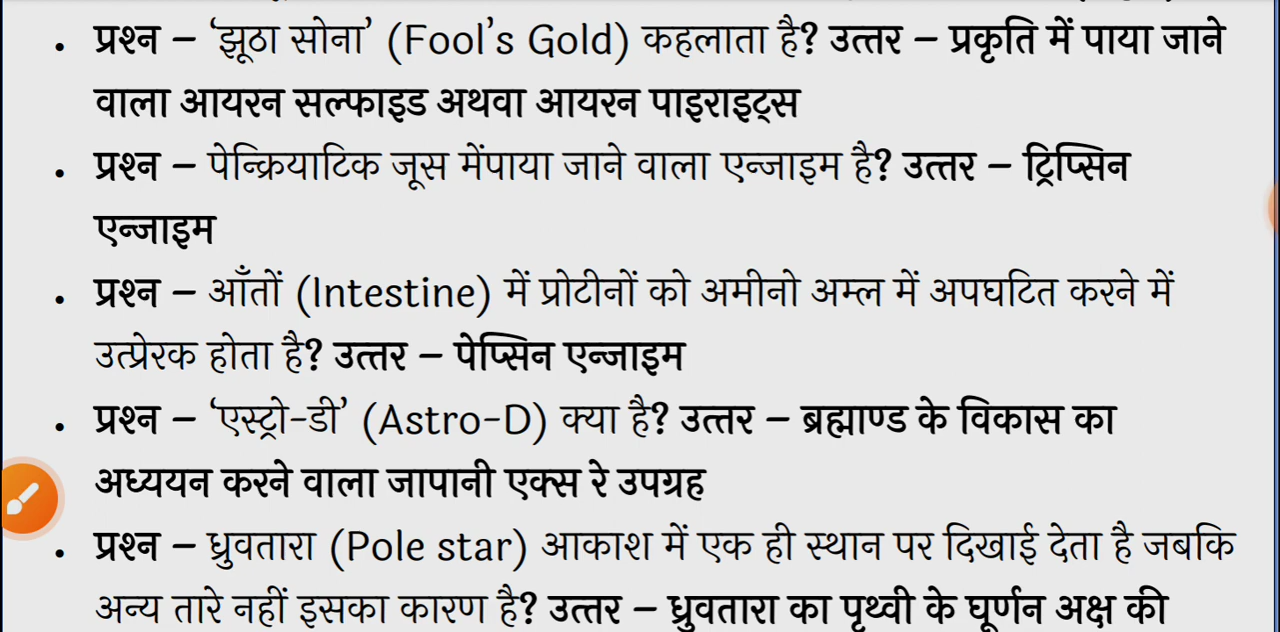 • प्रश्न – ‘झूठा सोना’ (Fool’s Gold) कहलाता है? उत्तर – प्रकृति में पाया जाने
वाला आयरन सल्फाइड अथवा आयरन पाइराइट्स
• प्रश्न – पेन्क्रियाटिक जूस मेंपाया जाने वाला एन्जाइम है? उत्तर – ट्रिप्सिन
एन्जाइम
• प्रश्न – आँतों (Intestine) में प्रोटीनों को अमीनो अम्ल में अपघटित करने में
उत्प्रेरक होता है? उत्तर – पेप्सिन एन्जाइम
• प्रश्न – ‘एस्ट्रो-डी’ (Astro-D) क्या है? उत्तर – ब्रह्माण्ड के विकास का
अध्ययन करने वाला जापानी एक्स रे उपग्रह
• प्रश्न – ध्रुवतारा (Pole star) आकाश में एक ही स्थान पर दिखाई देता है जबकि
अन्य तारे नहीं इसका कारण है? उत्तर – ध्रुवतारा का पृथ्वी के घूर्णन अक्ष की